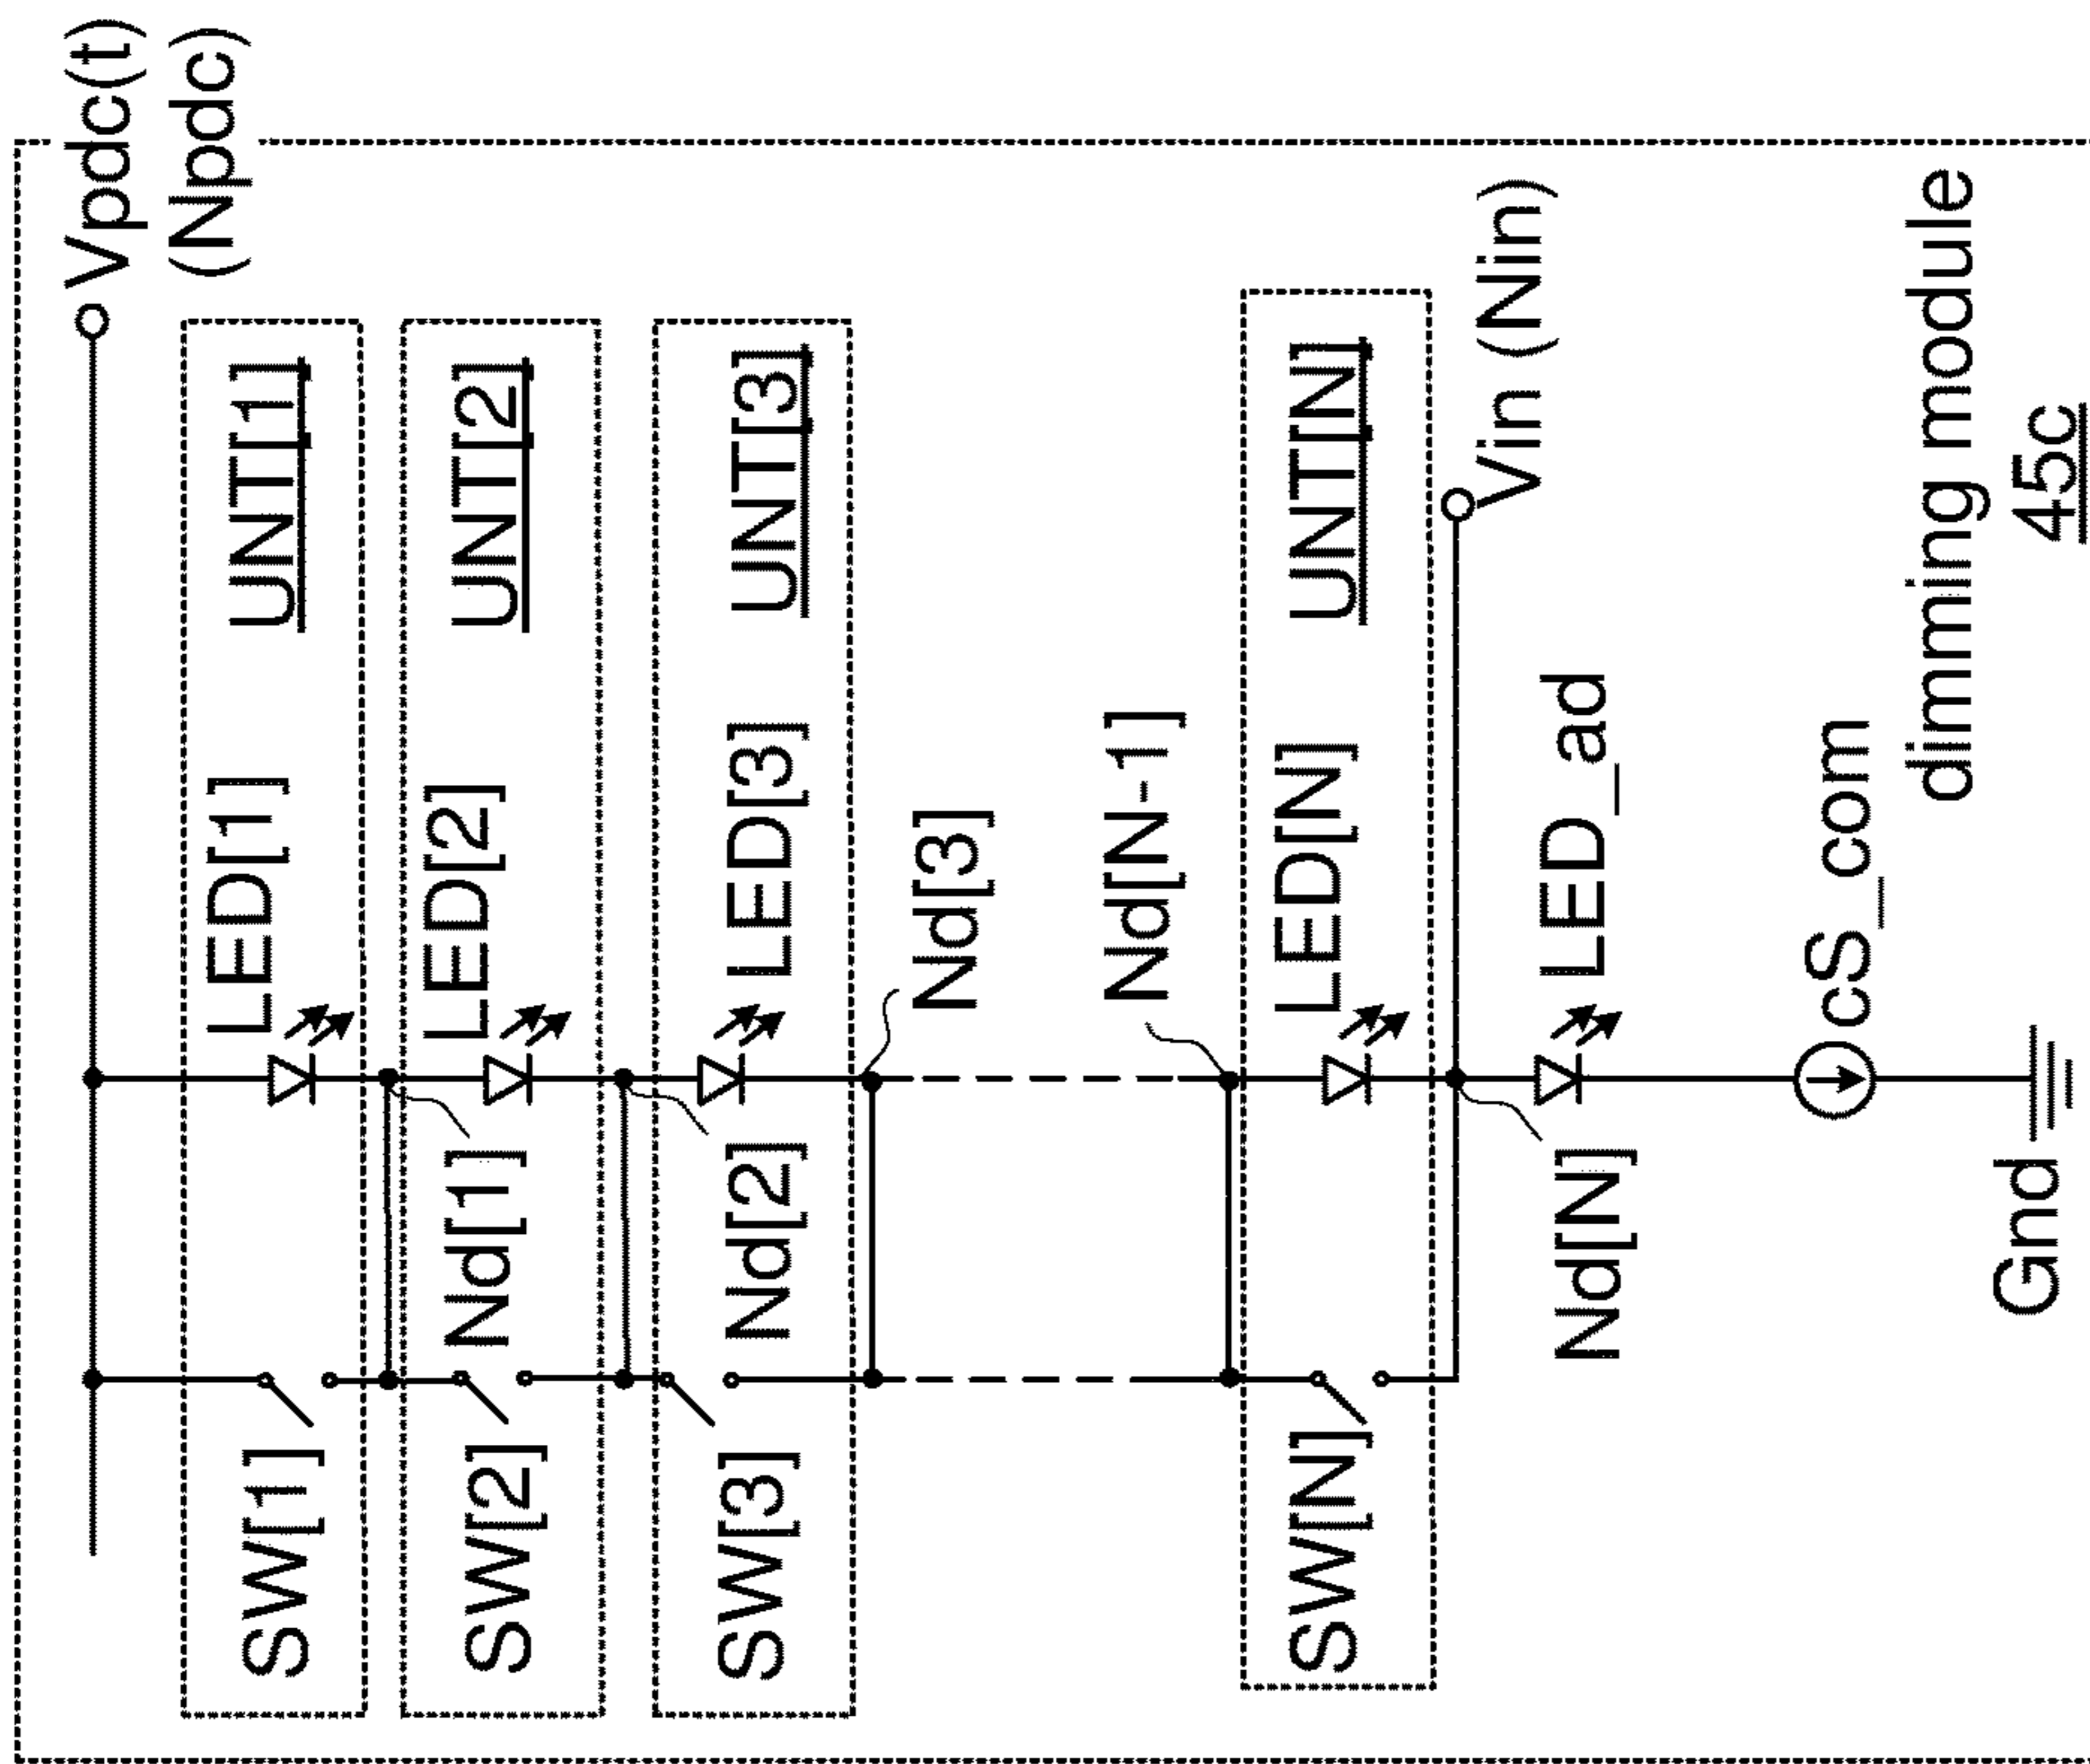 Vpdc(t)
(Npdc)
UNT[1]
LED[1]
SW[1]
UNT[2]
LED[2]
Nd[1]
SW[2]
UNT[3]
LED[3]
Nd[2]
SW[3]
Nd[3]
Nd[N-1]
UNT[N]
LED[N]
SW[N]
Vin (Nin)
LED_ad
Nd[N]
cS_com
Gnd
dimming module
45c